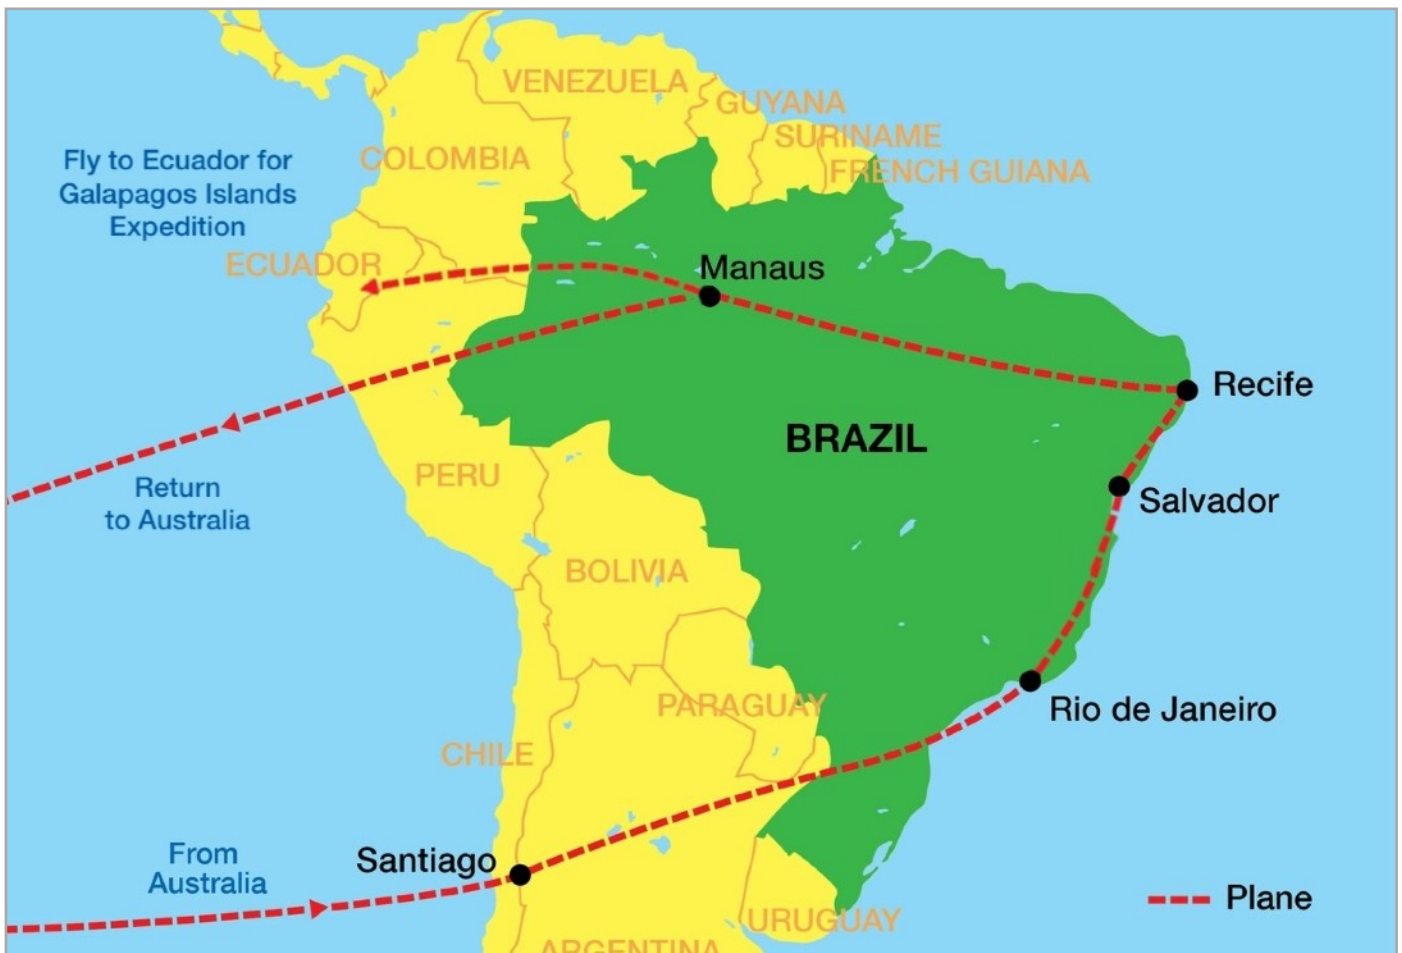 VENEZUELA
GUYANA
SURINAME
FRENCH GUIANA
COLOMBIA
Fly to Ecuador for
Galapagos Islands
Expedition
ECUADOR
Manaus
Recife
BRAZIL
PERU
Return
to Australia
Salvador
BOLIVIA
PARAGUAY
Rio de Janeiro
CHILE
From
Australia
Santiago
Plane
URUGUAY
ARGENTINA